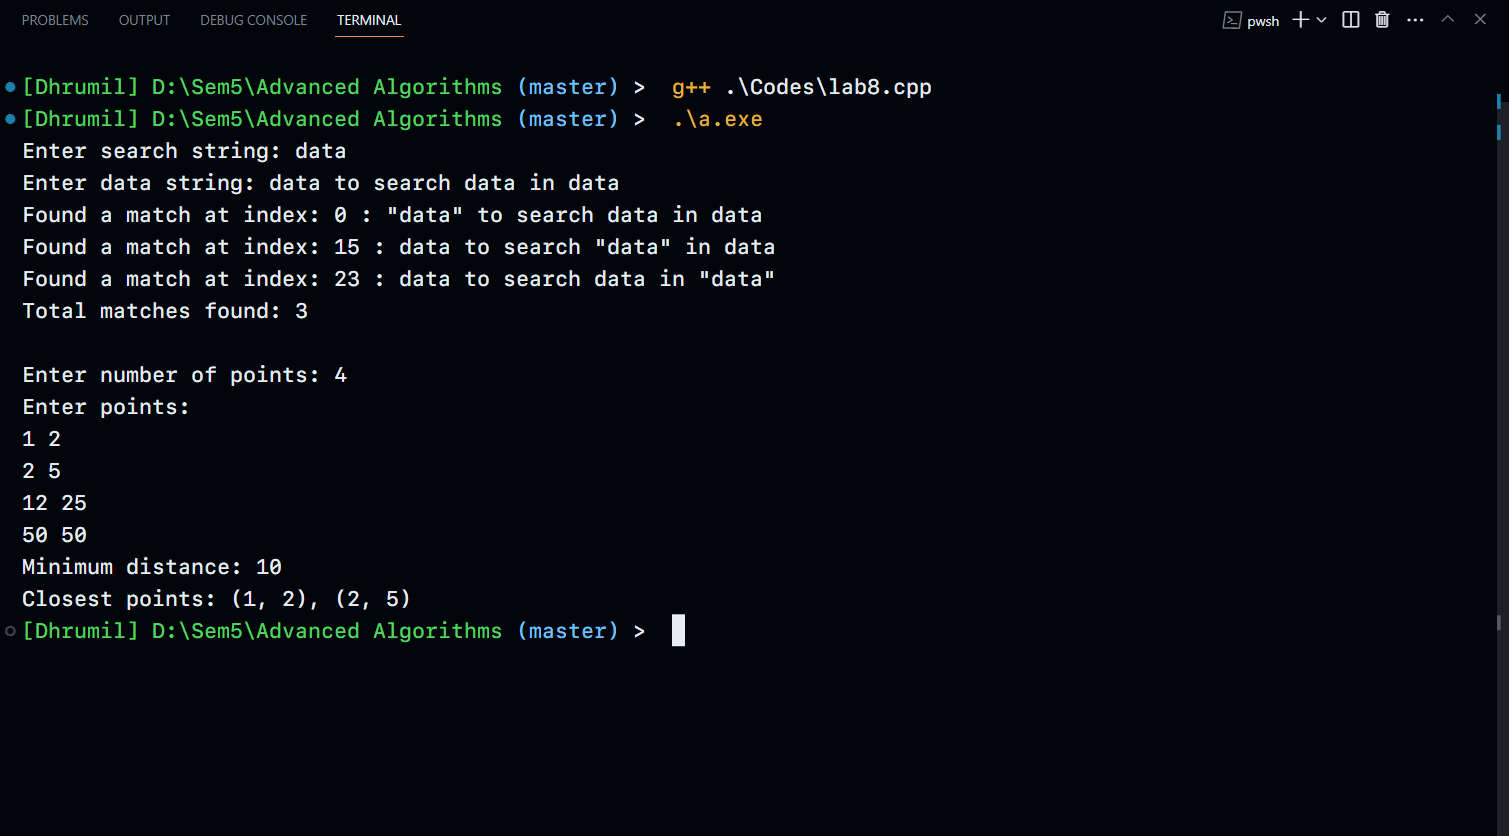 PROBLEMS OUTPUT DEBUG CONSOLE TERMINAL pwsh
[Dhrumil] D:\Sem5\Advanced Algorithms (master) > g++ .\Codes\lab8.cpp
[Dhrumil] D:\Sem5\Advanced Algorithms (master) > .\a.exe
Enter search string: data
Enter data string: data to search data in data
Found a match at index: 0 : "data" to search data in data
Found a match at index: 15 : data to search "data" in data
Found a match at index: 23 : data to search data in "data"
Total matches found: 3
Enter number of points: 4
Enter points:
1 2
2 5
12 25
50 50
Minimum distance: 10
Closest points: (1, 2), (2, 5)
[Dhrumil] D:\Sem5\Advanced Algorithms (master) >